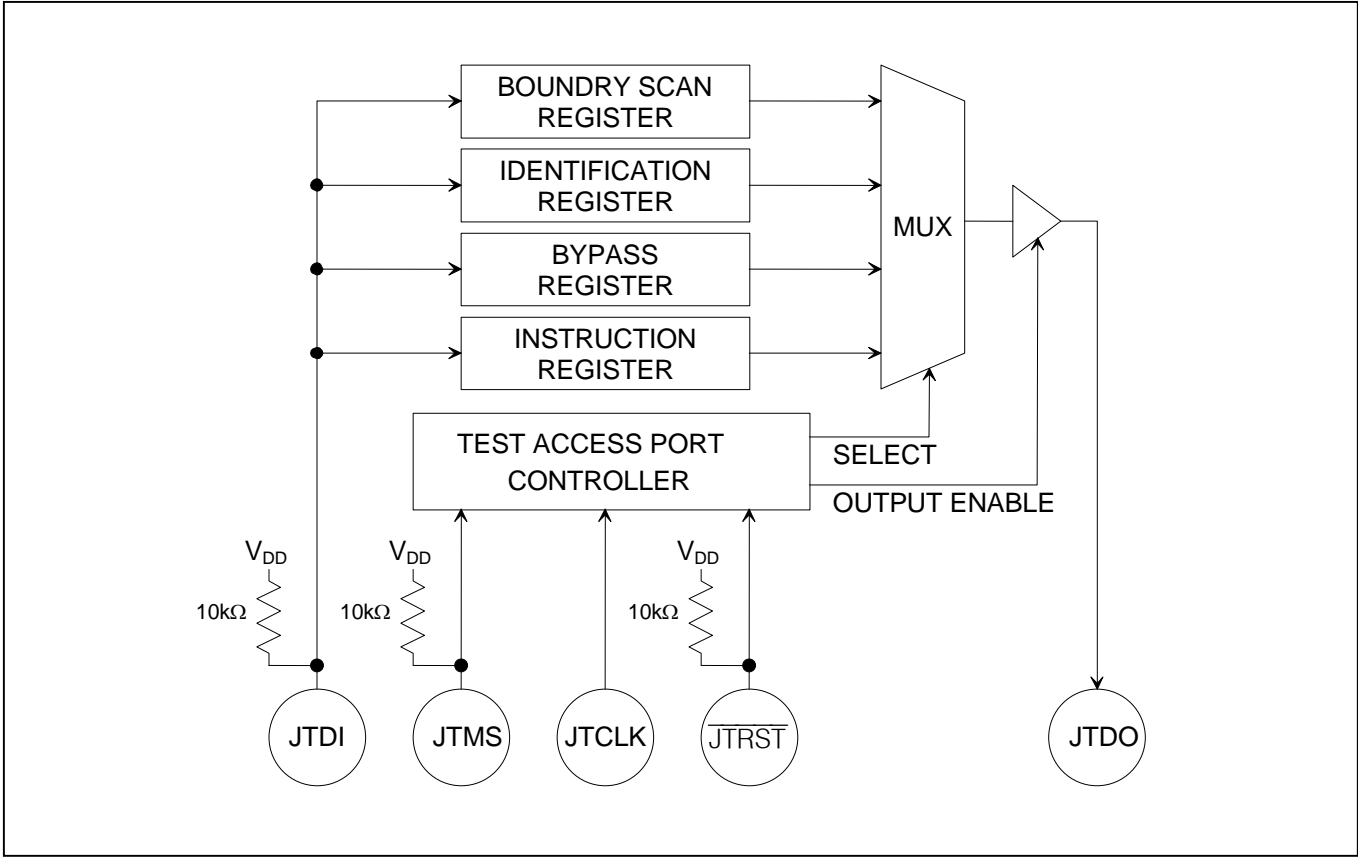 BOUNDRY SCAN
REGISTER
IDENTIFICATION
REGISTER
BYPASS
REGISTER
INSTRUCTION
REGISTER
MUX
TEST ACCESS PORT
CONTROLLER
SELECT
OUTPUT ENABLE
VDD
10kΩ
VDD
10kΩ
VDD
10kΩ
JTDI
JTMS
JTCLK
JTRST
JTDO